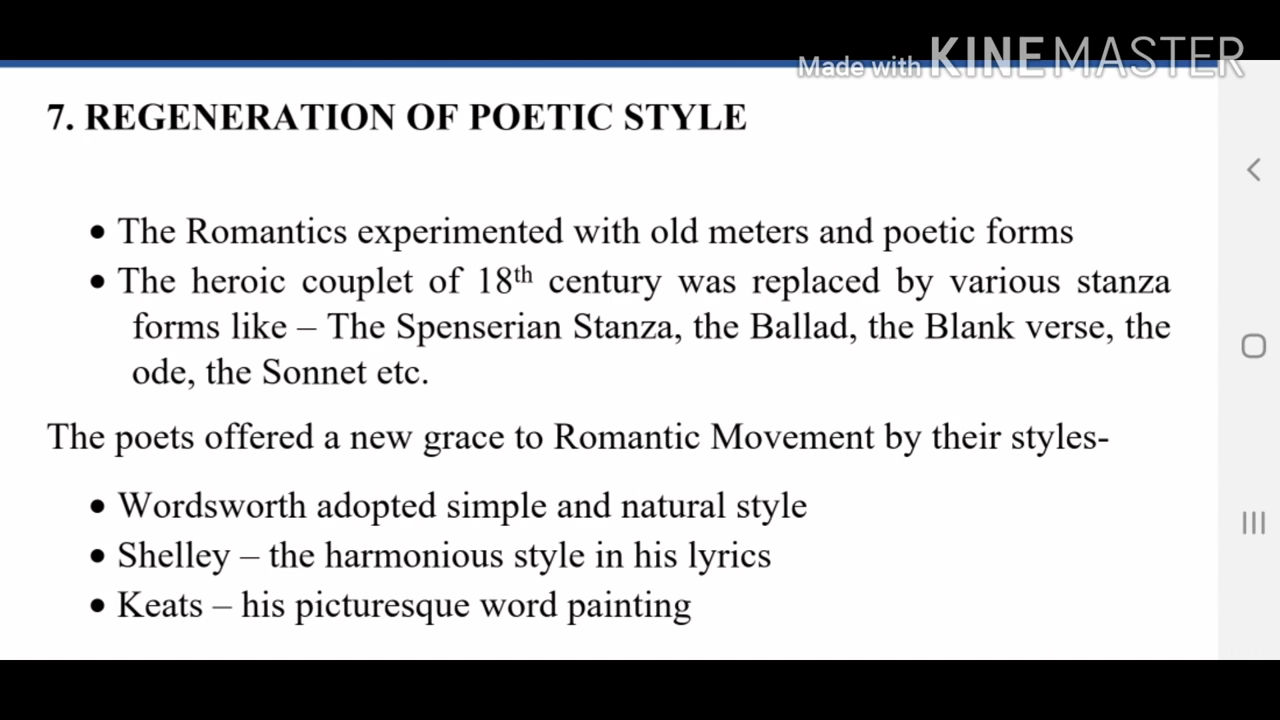 Made with KINEMASTER
7. REGENERATION OF POETIC STYLE
• The Romantics experimented with old meters and poetic forms
• The heroic couplet of 18th century was replaced by various stanza
forms like – The Spenserian Stanza, the Ballad, the Blank verse, the
ode, the Sonnet etc.
The poets offered a new grace to Romantic Movement by their styles-
• Wordsworth adopted simple and natural style
• Shelley – the harmonious style in his lyrics
• Keats – his picturesque word painting